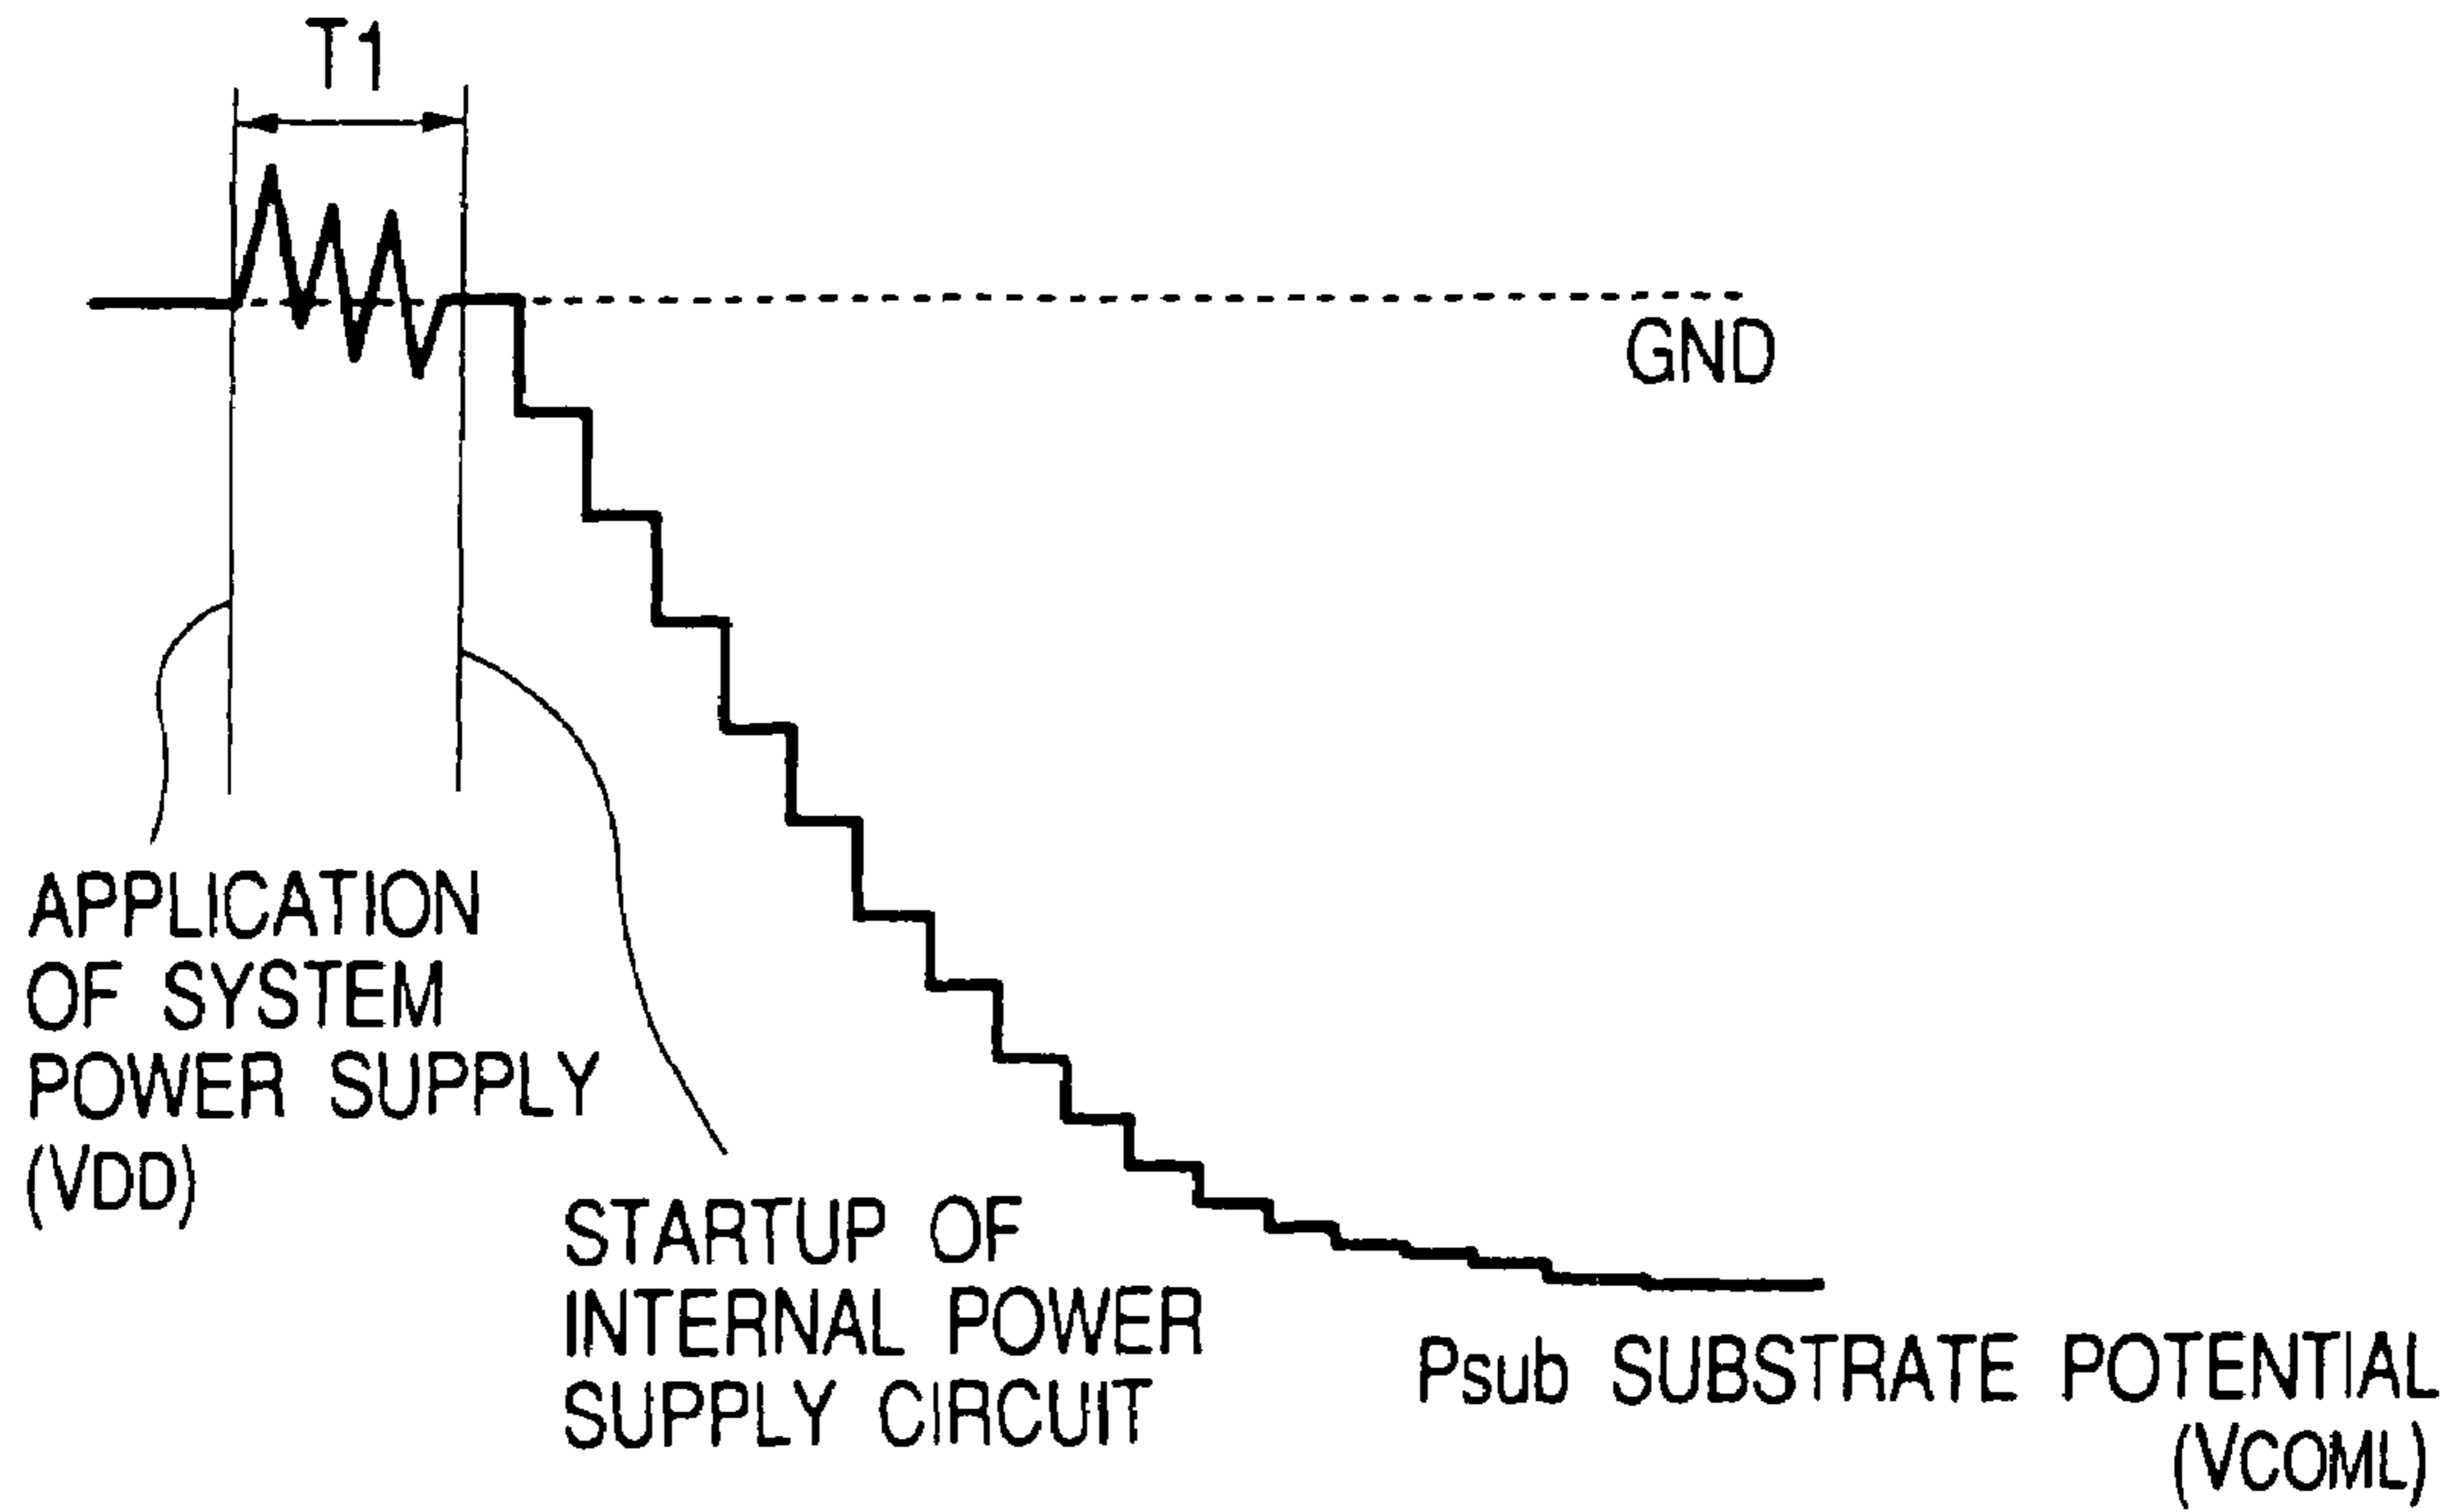 T1
GND
APPLICATION
OF SYSTEM
POWER SUPPLY
(VDD)
STARTUP OF
INTERNAL POWER
SUPPLY CIRCUIT
Psub SUBSTRATE POTENTIAL
(VCOML)